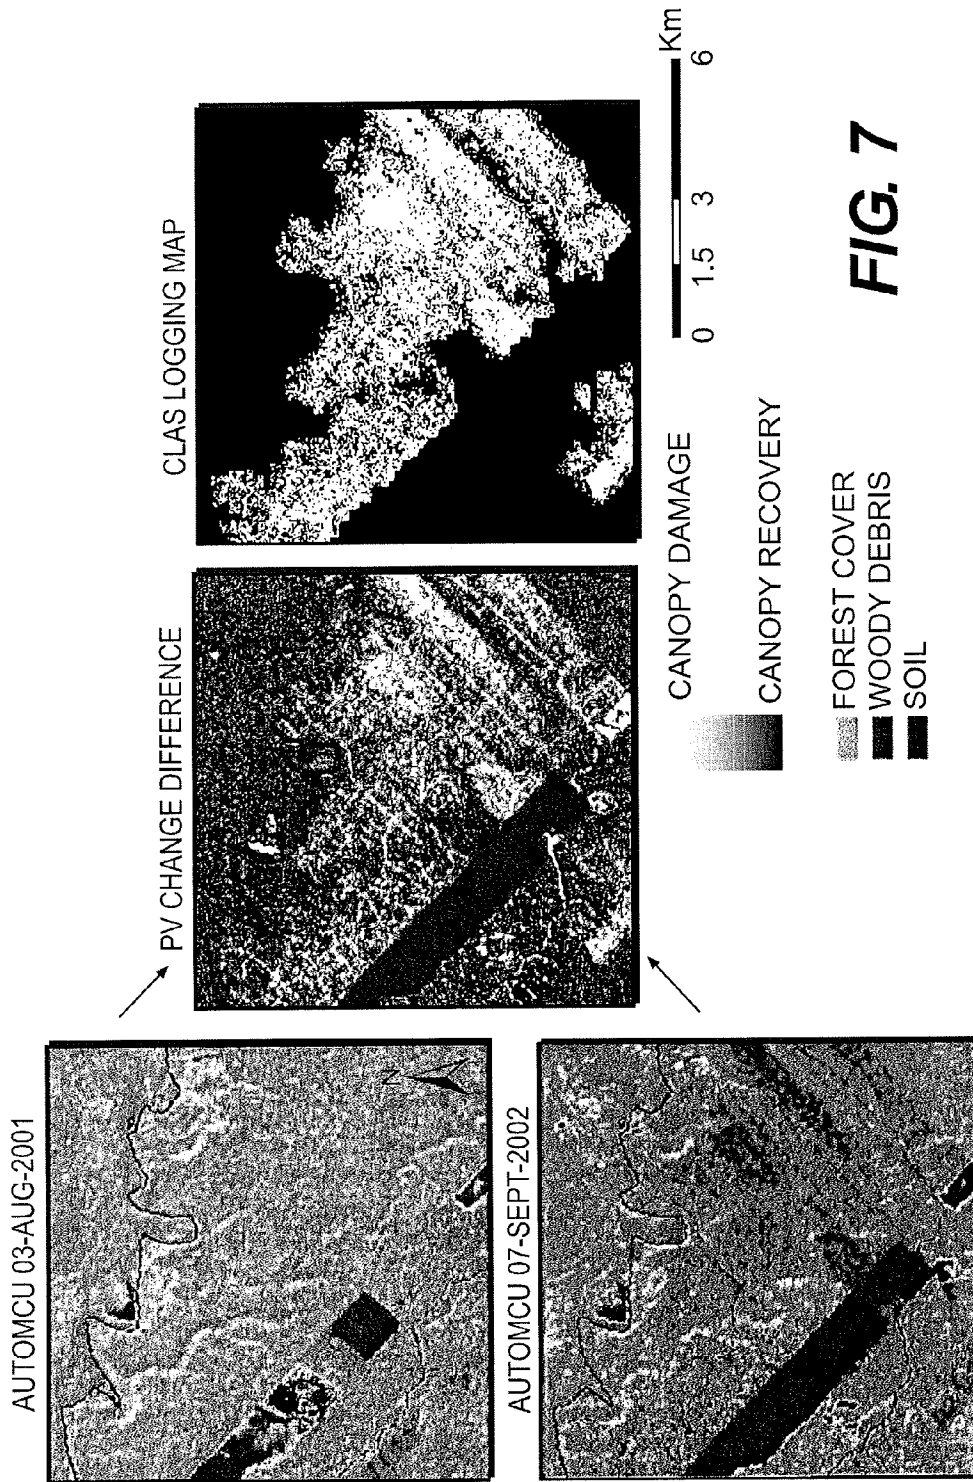 AUTOMCU 03-AUG-2001
N
AUTOMCU 07-SEPT-2002
PV CHANGE DIFFERENCE
CLAS LOGGING MAP
CANOPY DAMAGE
CANOPY RECOVERY
FOREST COVER
WOODY DEBRIS
SOIL
0 1.5 3 6 Km
FIG. 7